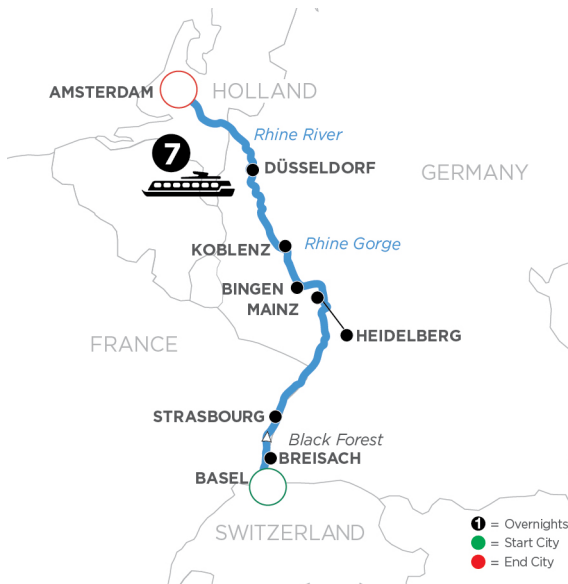 AMSTERDAM
HOLLAND
Rhine River
7
DÜSSELDORF
GERMANY
KOBLENZ
Rhine Gorge
BINGEN
MAINZ
HEIDELBERG
FRANCE
STRASBOURG
Black Forest
BREISACH
BASEL
SWITZERLAND
1 = Overnights
= Start City
= End City